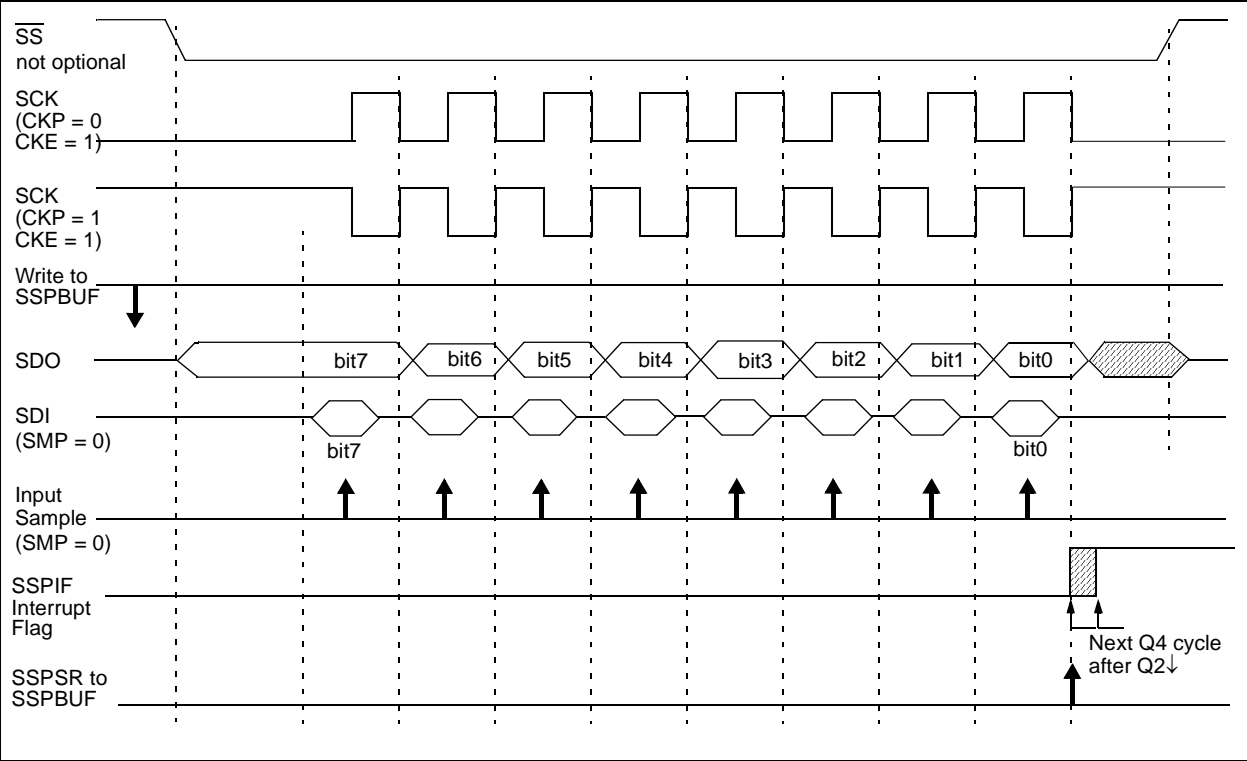 SS
not optional
SCK
(CKP = 0
CKE = 1)
SCK
(CKP = 1
CKE = 1)
Write to
SSPBUF
SDO
bit7 bit6 bit5 bit4 bit3 bit2 bit1 bit0
SDI
(SMP = 0)
bit7 bit0
Input
Sample
(SMP = 0)
SSPIF
Interrupt
Flag
Next Q4 cycle
after Q2↓
SSPSR to
SSPBUF